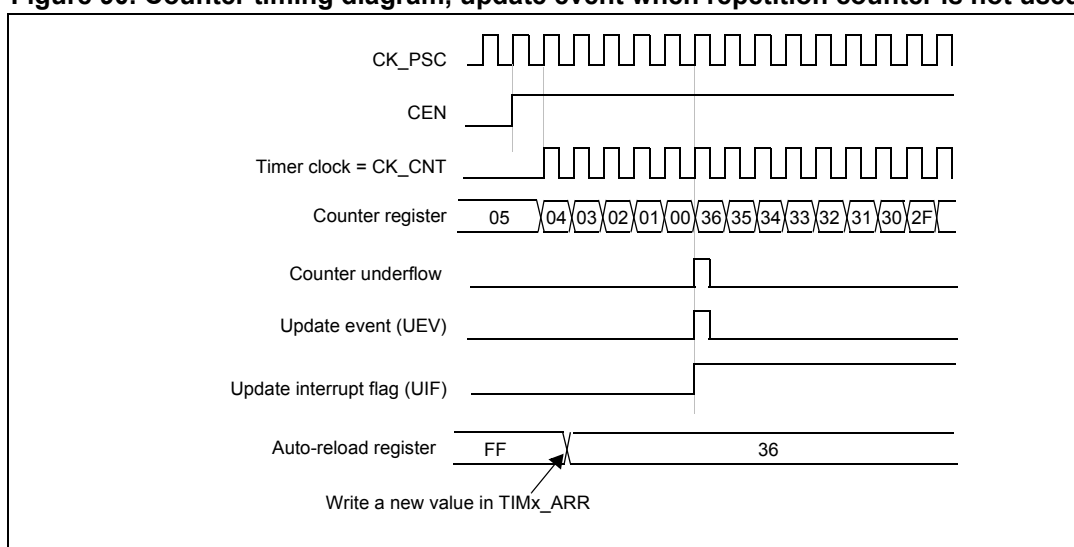 CK_PSC
CEN
Timer clock = CK_CNT
Counter register 05 04 03 02 01 00 36 35 34 33 32 31 30 2F
Counter underflow
Update event (UEV)
Update interrupt flag (UIF)
Auto-reload register FF 36
Write a new value in TIMx_ARR